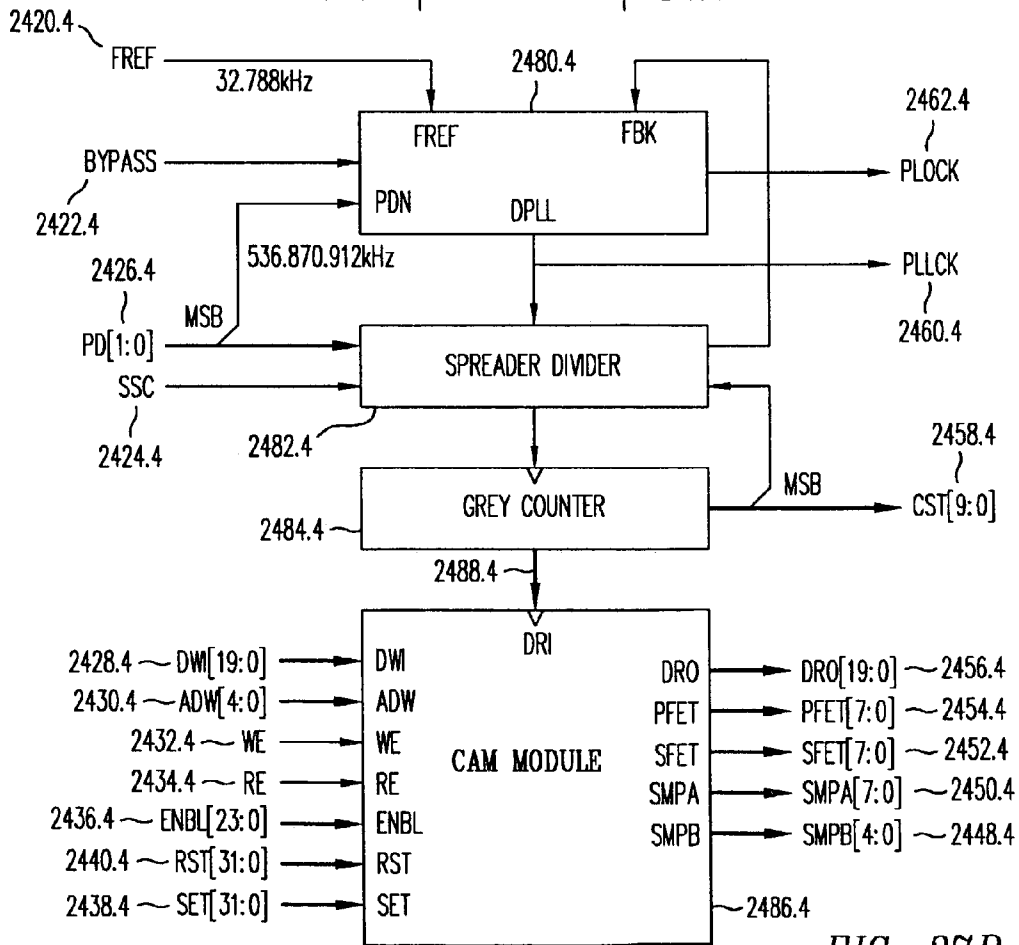 2420.4
FREF
32.788kHz
2480.4
FREF
FBK
2462.4
PLOCK
BYPASS
2422.4
PDN
DPLL
536.870.912kHz
2426.4
MSB
PLLCK
2460.4
PD[1:0]
SPREADER DIVIDER
SSC
2424.4
2482.4
2458.4
MSB
GREY COUNTER
CST[9:0]
2484.4
2488.4
DRI
2428.4 DWI[19:0] DWI
2430.4 ADW[4:0] ADW
2432.4 WE WE
2434.4 RE RE
2436.4 ENBL[23:0] ENBL
2440.4 RST[31:0] RST
2438.4 SET[31:0] SET
CAM MODULE
DRO DRO[19:0] 2456.4
PFET PFET[7:0] 2454.4
SFET SFET[7:0] 2452.4
SMPA SMPA[7:0] 2450.4
SMPB SMPB[4:0] 2448.4
2486.4